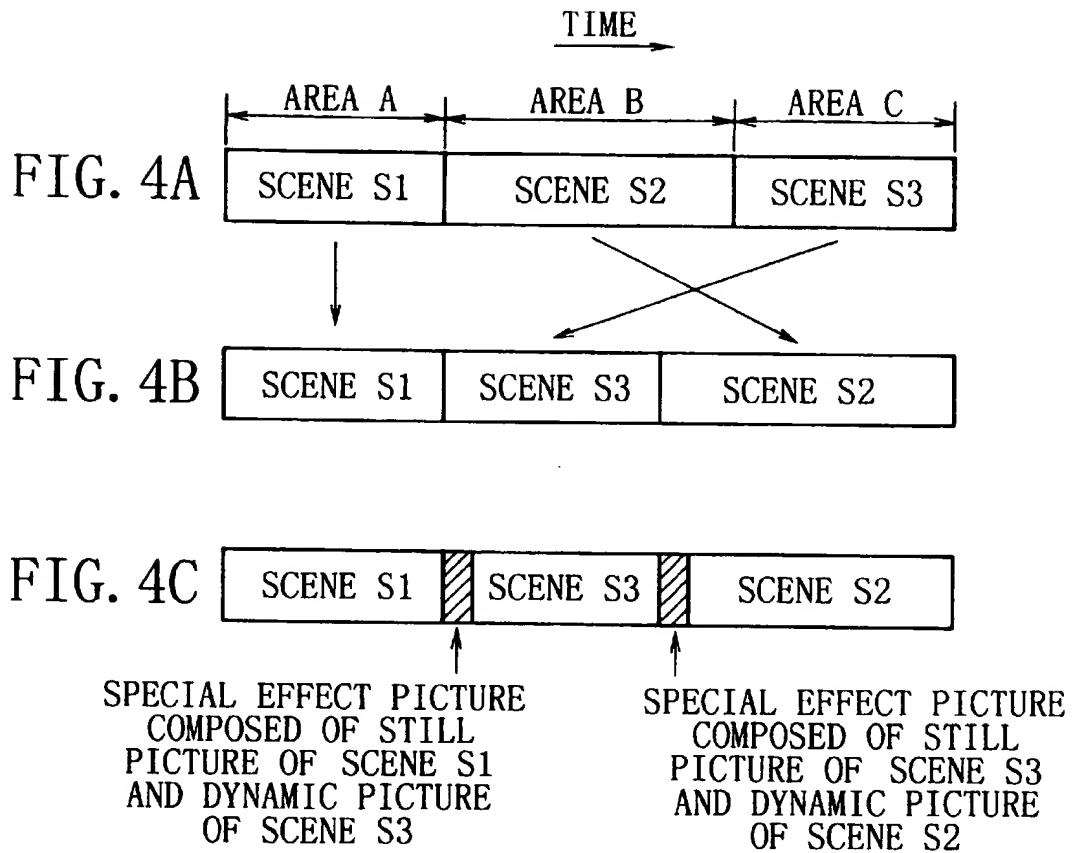 TIME
AREA A AREA B AREA C
FIG. 4A SCENE S1 SCENE S2 SCENE S3
FIG. 4B SCENE S1 SCENE S3 SCENE S2
FIG. 4C SCENE S1 SCENE S3 SCENE S2
SPECIAL EFFECT PICTURE
COMPOSED OF STILL
PICTURE OF SCENE S1
AND DYNAMIC PICTURE
OF SCENE S3
SPECIAL EFFECT PICTURE
COMPOSED OF STILL
PICTURE OF SCENE S3
AND DYNAMIC PICTURE
OF SCENE S2